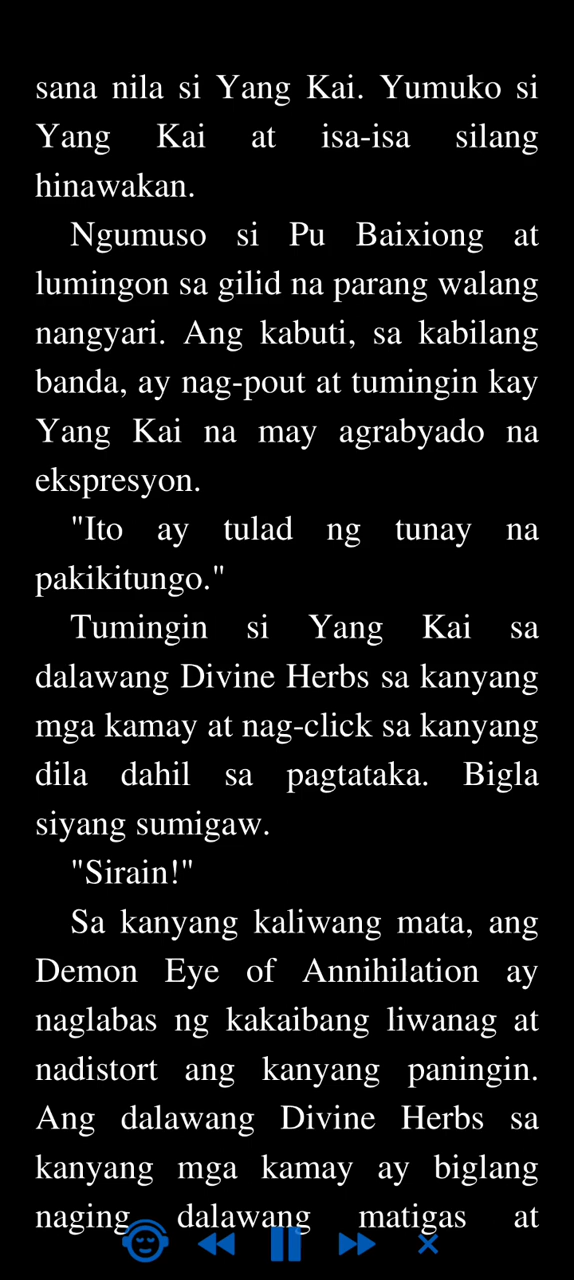 sana nila si Yang Kai. Yumuko si
Yang Kai at isa-isa silang
hinawakan.
Ngumuso si Pu Baixiong at
lumingon sa gilid na parang walang
nangyari. Ang kabuti, sa kabilang
banda, ay nag-pout at tumingin kay
Yang Kai na may agrabyado na
ekspresyon.
"Ito ay tulad ng tunay na
pakikitungo."
Tumingin si Yang Kai sa
dalawang Divine Herbs sa kanyang
mga kamay at nag-click sa kanyang
dila dahil sa pagtataka. Bigla
siyang sumigaw.
"Sirain!"
Sa kanyang kaliwang mata, ang
Demon Eye of Annihilation ay
naglabas ng kakaibang liwanag at
nadistort ang kanyang paningin.
Ang dalawang Divine Herbs sa
kanyang mga kamay ay biglang
naging dalawang matigas at